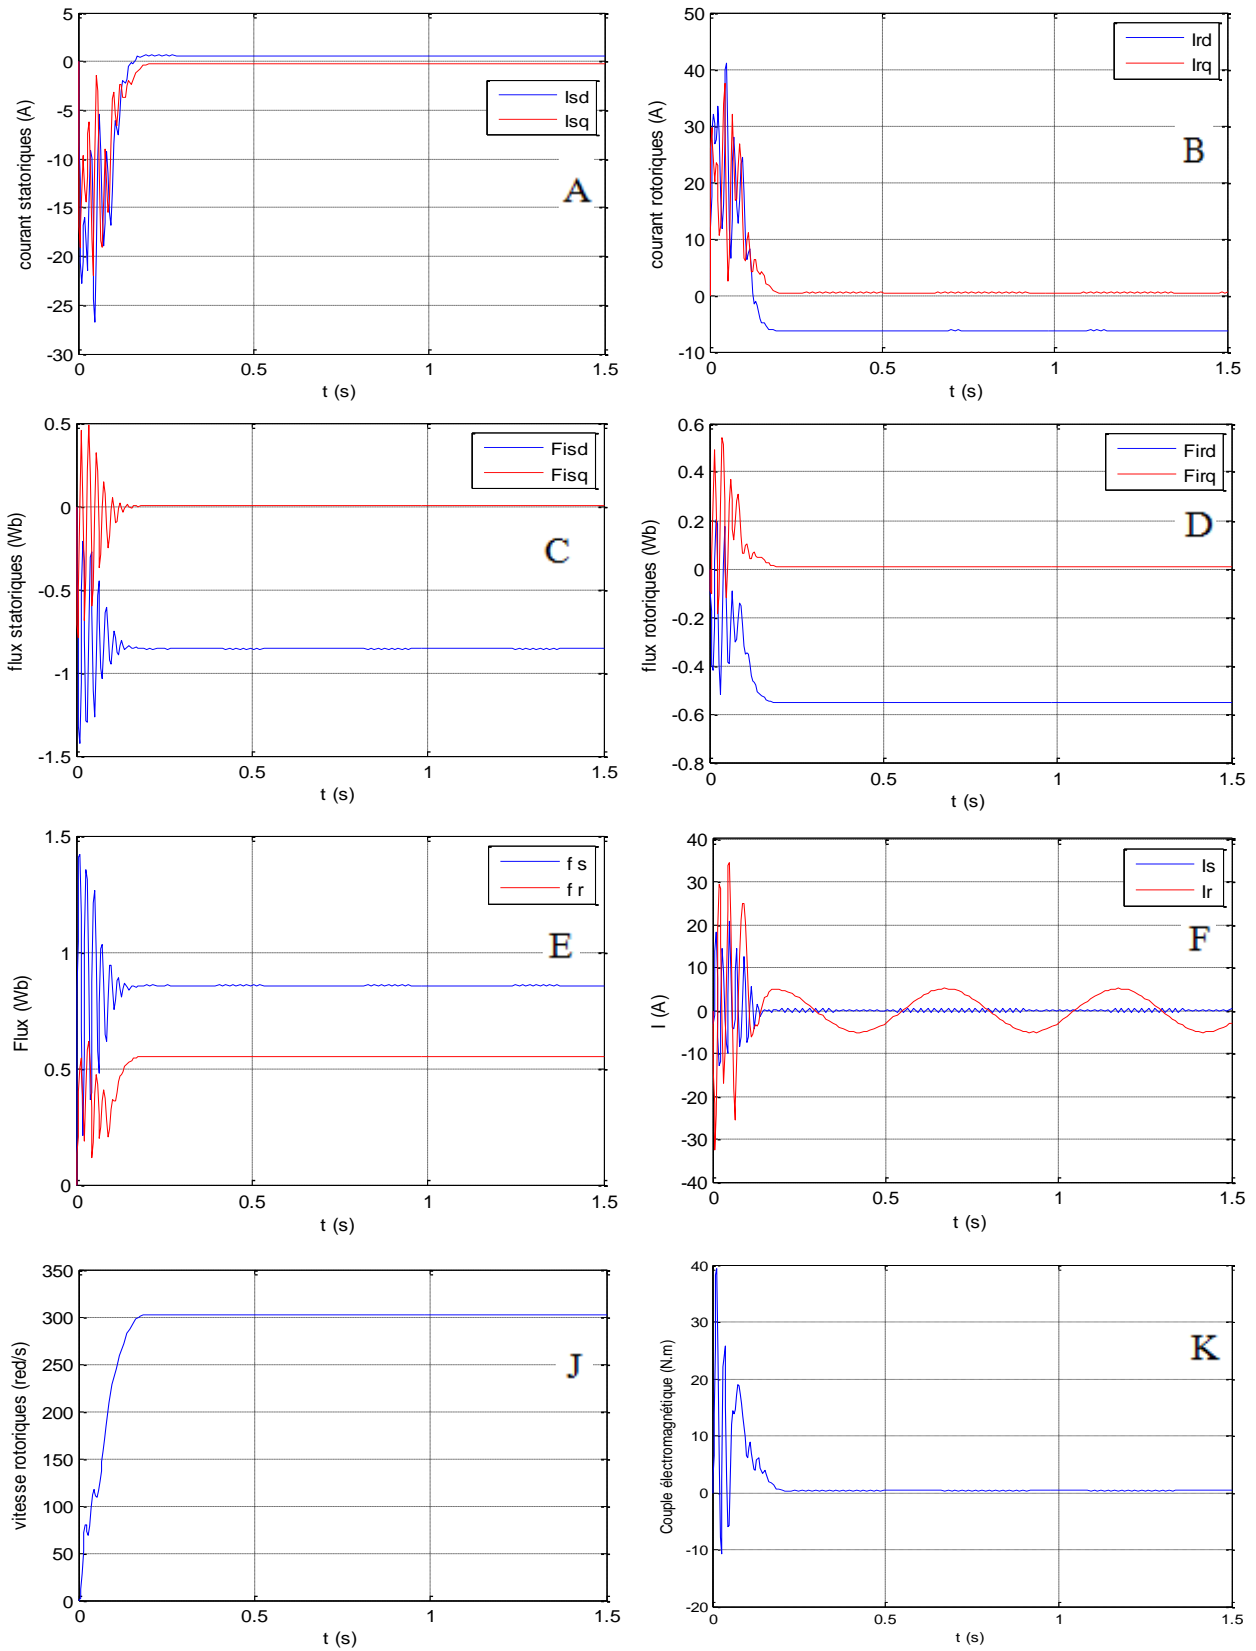 courant statoriques (A)
5
0
-5
-10
-15
-20
-25
-30
Isd
Isq
A
0
0.5
1
1.5
t (s)
courant rotoriques (A)
50
40
30
20
10
0
-10
Ird
Irq
B
0
0.5
1
1.5
t (s)
flux statoriques (Wb)
0.5
0
-0.5
-1
-1.5
Fisd
Fisq
C
0
0.5
1
1.5
t (s)
flux rotoriques (Wb)
0.6
0.4
0.2
0
-0.2
-0.4
-0.6
-0.8
Fird
Firq
D
0
0.5
1
1.5
t (s)
Flux (Wb)
1.5
1
0.5
0
f s
f r
E
0
0.5
1
1.5
t (s)
I (A)
40
30
20
10
0
-10
-20
-30
-40
Is
Ir
F
0
0.5
1
1.5
t (s)
vitesse rotoriques (red/s)
350
300
250
200
150
100
50
0
J
0
0.5
1
1.5
t (s)
Couple électromagnétique (N.m)
40
30
20
10
0
-10
-20
K
0
0.5
1
1.5
t (s)